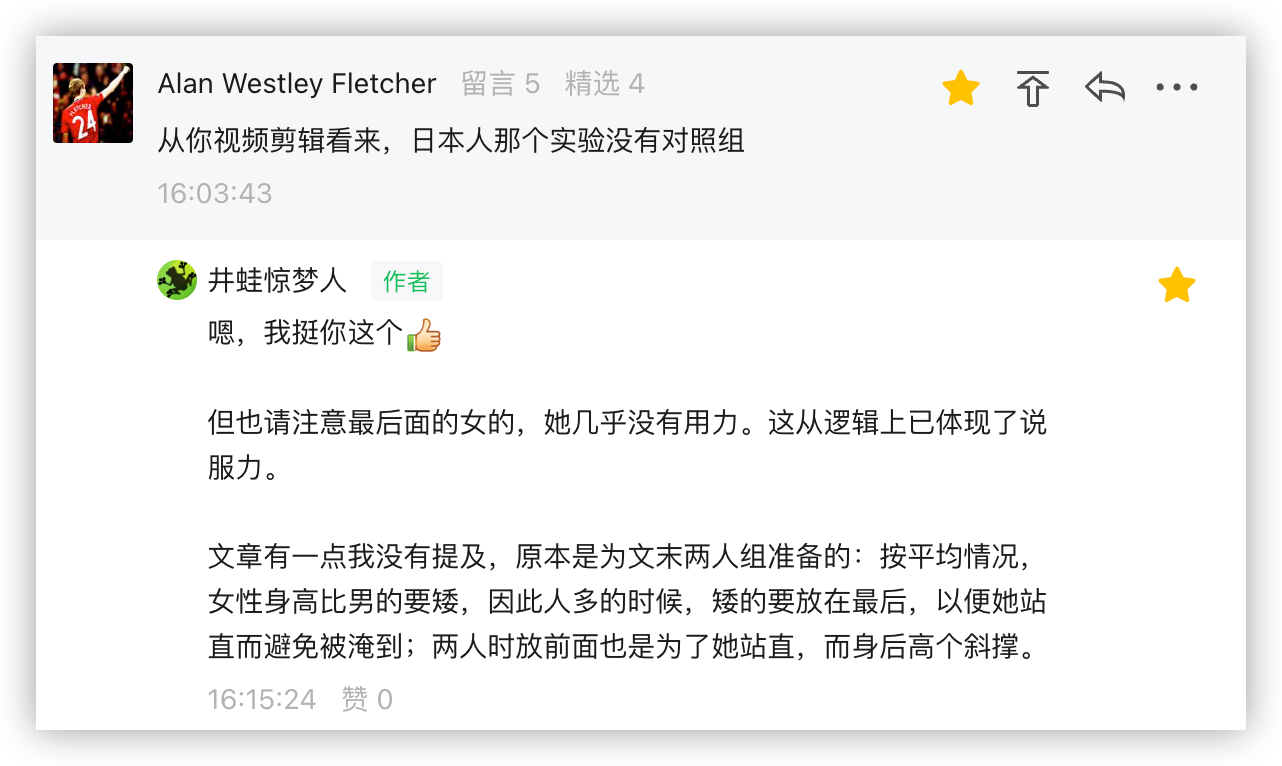 Alan Westley Fletcher 留言 5 精选 4
从你视频剪辑看来，日本人那个实验没有对照组
16:03:43
井蛙惊梦人 作者
嗯，我挺你这个👍
但也请注意最后面的女的，她几乎没有用力。这从逻辑上已体现了说
服力。
文章有一点我没有提及，原本是为文末两人组准备的：按平均情况，
女性身高比男的要矮，因此人多的时候，矮的要放在最后，以便她站
直而避免被淹到；两人时放前面也是为了她站直，而身后高个斜撑。
16:15:24 赞 0
FLETCHER
24